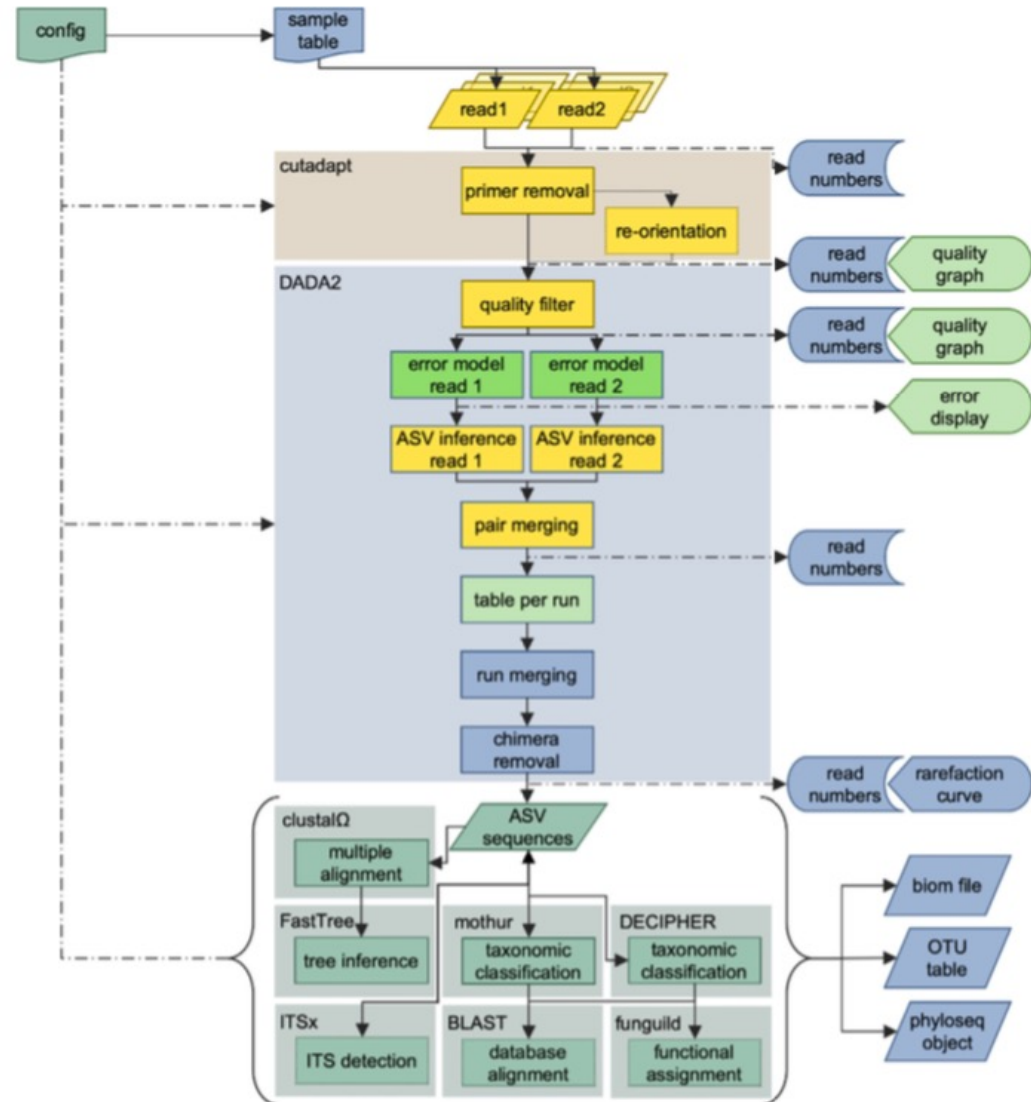 config
sample
table
read1
read2
cutadapt
primer removal
re-orientation
read
numbers
DADA2
read
numbers
quality
graph
quality filter
read
numbers
quality
graph
error model
read 1
error model
read 2
error
display
ASV inference
read 1
ASV inference
read 2
pair merging
read
numbers
table per run
run merging
chimera
removal
read
numbers
rarefaction
curve
ASV
sequences
clustalΩ
multiple
alignment
FastTree
tree inference
mothur
taxonomic
classification
DECIPHER
taxonomic
classification
ITSx
ITS detection
BLAST
database
alignment
funguild
functional
assignment
biom file
OTU
table
phyloseq
object